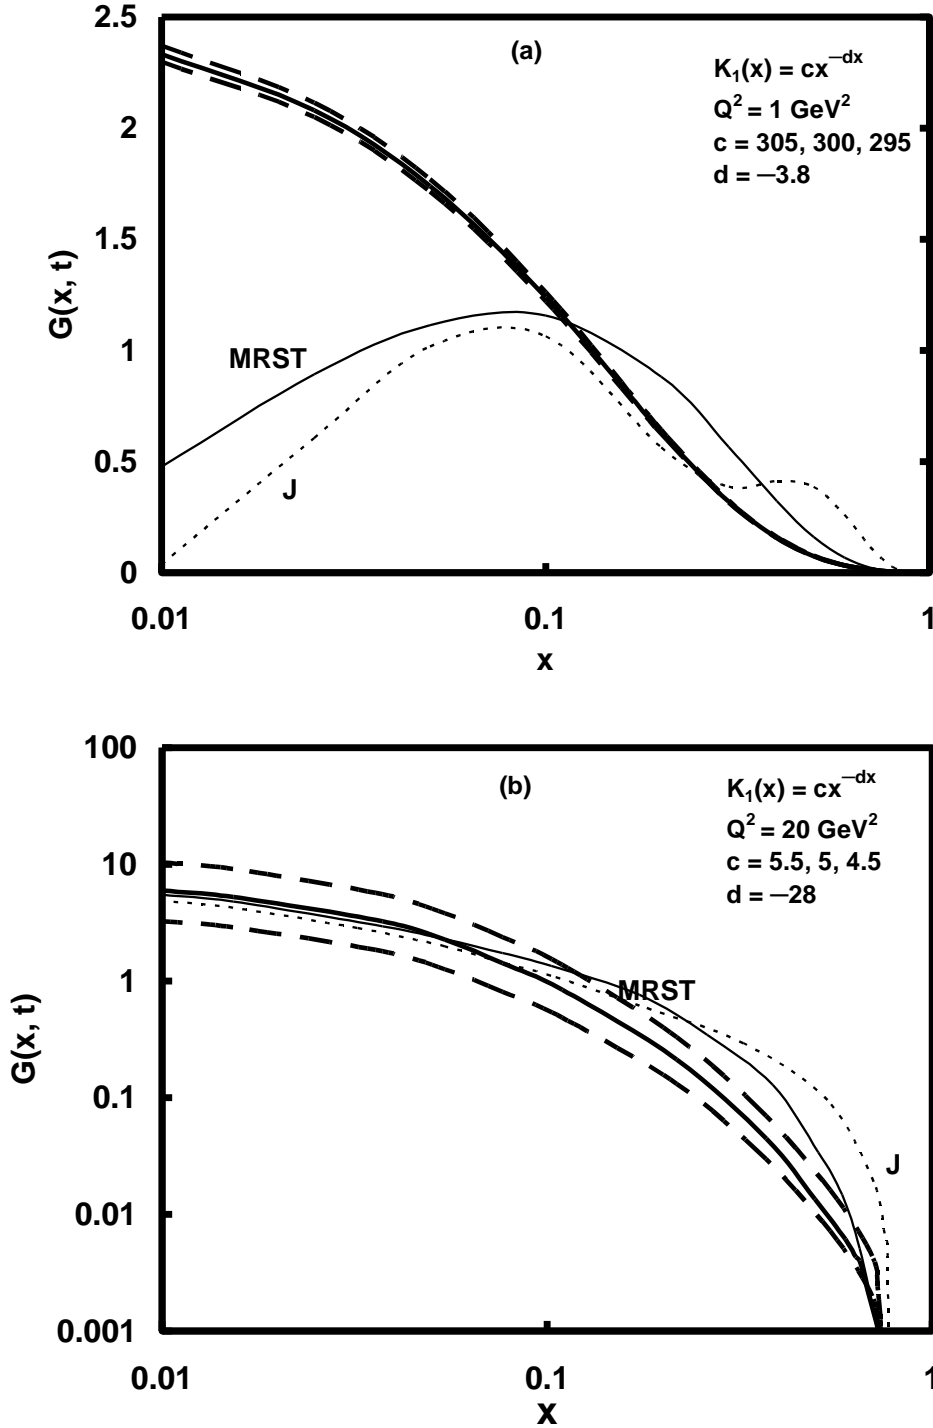 2.5
(a)
K₁(x) = cx⁻ᵈˣ
Q² = 1 GeV²
2
c = 305, 300, 295
d = –3.8
1.5
G(x, t)
MRST
1
0.5
J
0
0.01 0.1 1
x
100
(b)
K₁(x) = cx⁻ᵈˣ
Q² = 20 GeV²
10
c = 5.5, 5, 4.5
d = –28
1
MRST
G(x, t)
0.1
J
0.01
0.001
0.01 0.1 1
x